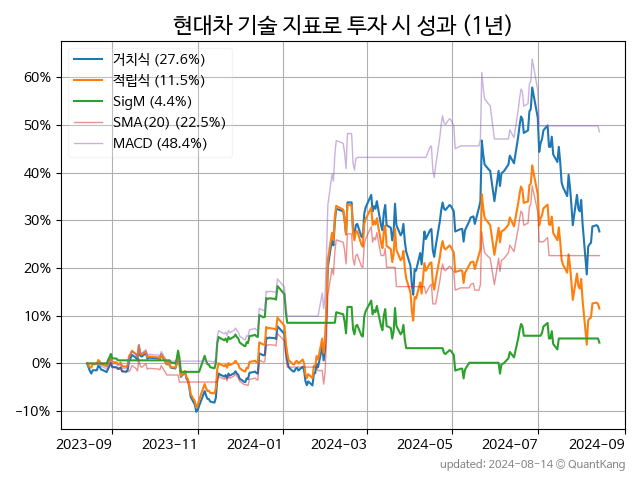 현대차 기술 지표로 투자 시 성과 (1년)
거치식 (27.6%)
적립식 (11.5%)
SigM (4.4%)
SMA(20) (22.5%)
MACD (48.4%)
60%
50%
40%
30%
20%
10%
0%
−10%
2023-09 2023-11 2024-01 2024-03 2024-05 2024-07 2024-09
updated: 2024-08-14 @ QuantKang